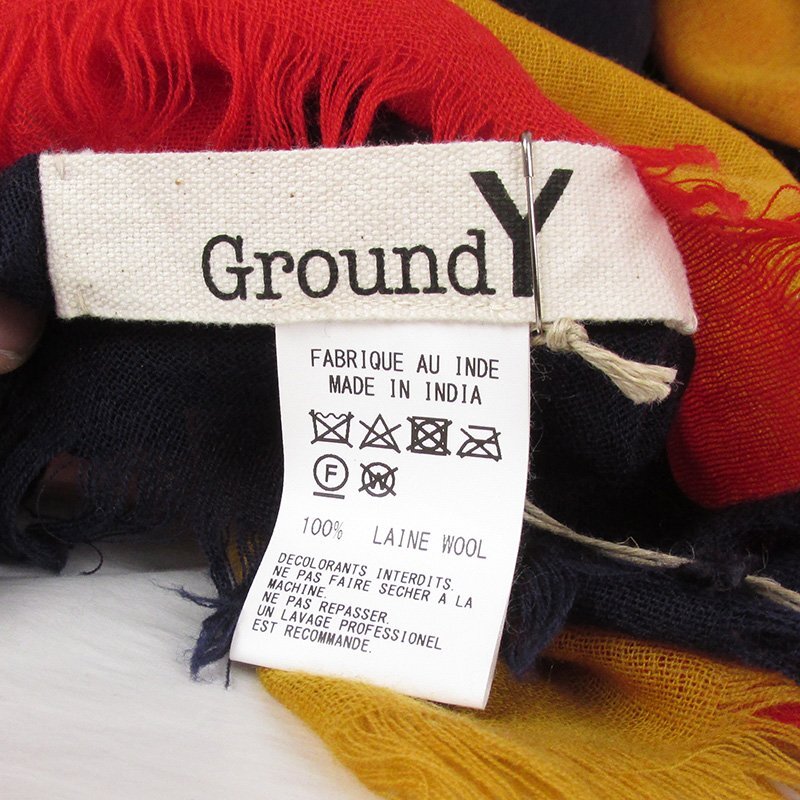 GroundY
FABRIQUE AU INDE
MADE IN INDIA
F W
100% LAINE WOOL
DECOLORANTS INTERDITS.
NE PAS FAIRE SECHER A LA
MACHINE.
NE PAS REPASSER.
UN LAVAGE PROFESSIONEL
EST RECOMMANDE.